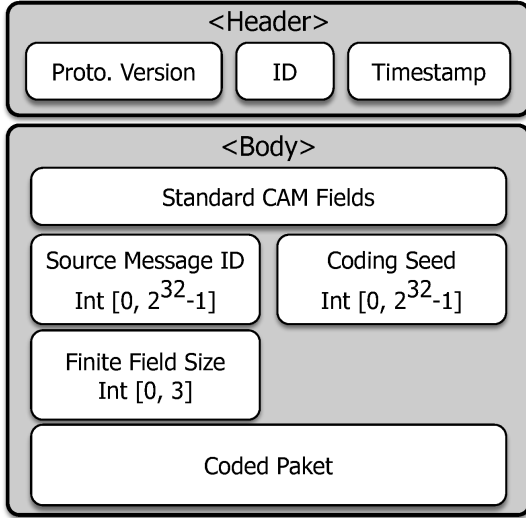 <Header>
Proto. Version
ID
Timestamp
<Body>
Standard CAM Fields
Source Message ID
Int [0, 2^32-1]
Coding Seed
Int [0, 2^32-1]
Finite Field Size
Int [0, 3]
Coded Paket